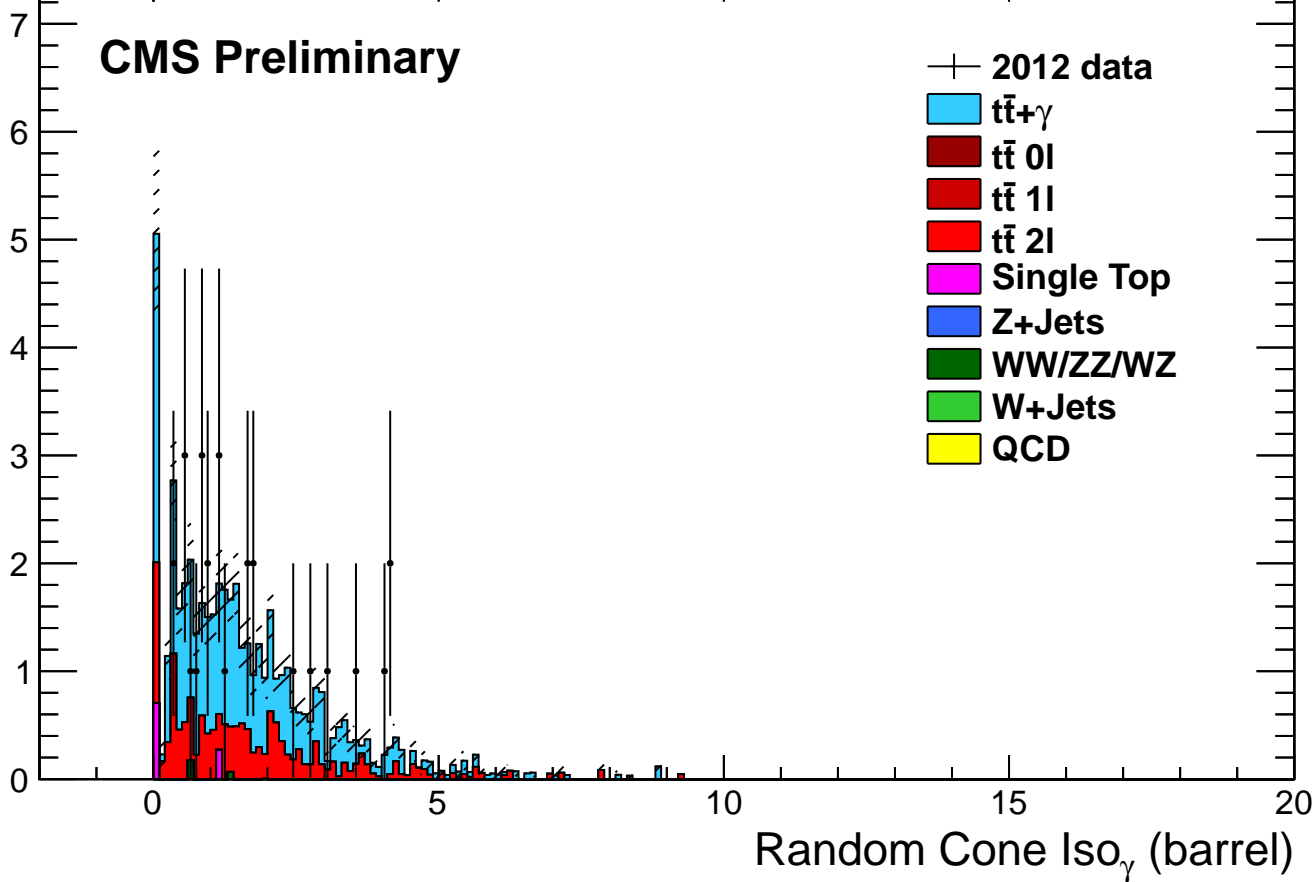 7
6
5
4
3
2
1
0
CMS Preliminary
2012 data
tt̄+γ
tt̄ 0l
tt̄ 1l
tt̄ 2l
Single Top
Z+Jets
WW/ZZ/WZ
W+Jets
QCD
0 5 10 15 20
Random Cone Isoγ (barrel)